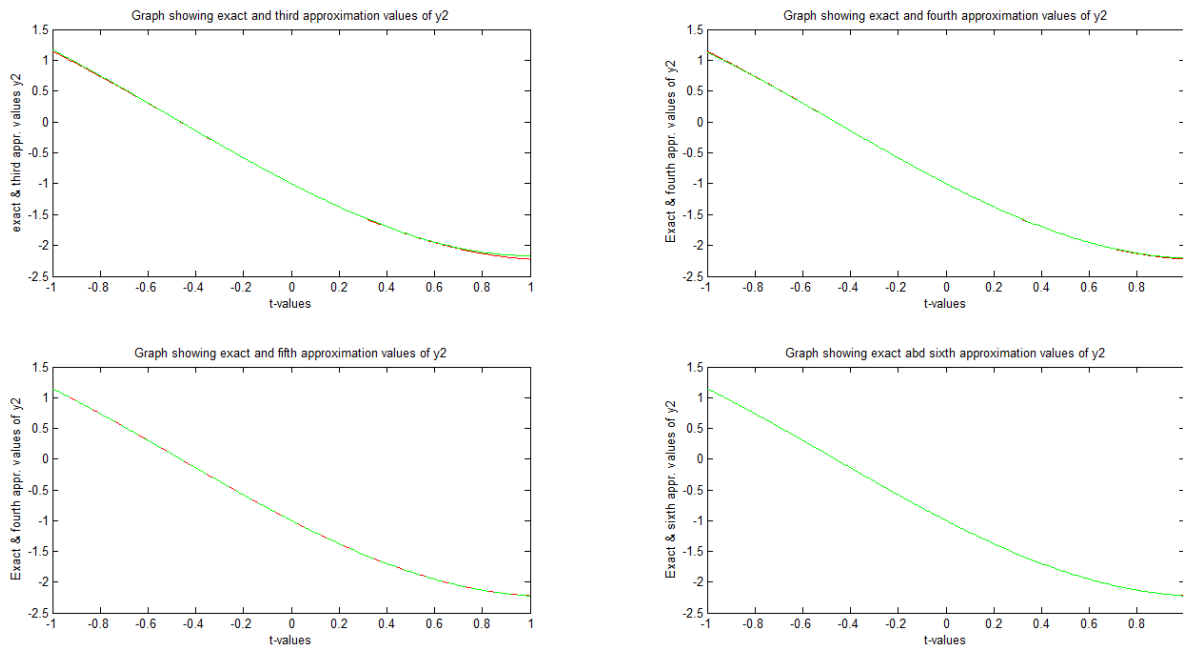 Graph showing exact and third approximation values of y2
1.5
1
0.5
0
-0.5
-1
-1.5
-2
-2.5
exact & third appr. values y2
-1 -0.8 -0.6 -0.4 -0.2 0 0.2 0.4 0.6 0.8 1
t-values
Graph showing exact and fourth approximation values of y2
1.5
1
0.5
0
-0.5
-1
-1.5
-2
-2.5
Exact & fourth appr. values of y2
-1 -0.8 -0.6 -0.4 -0.2 0 0.2 0.4 0.6 0.8
t-values
Graph showing exact and fifth approximation values of y2
1.5
1
0.5
0
-0.5
-1
-1.5
-2
-2.5
Exact & fourth appr. values of y2
-1 -0.8 -0.6 -0.4 -0.2 0 0.2 0.4 0.6 0.8 1
t-values
Graph showing exact abd sixth approximation values of y2
1.5
1
0.5
0
-0.5
-1
-1.5
-2
-2.5
Exact & sixth appr. values of y2
-1 -0.8 -0.6 -0.4 -0.2 0 0.2 0.4 0.6 0.8
t-values